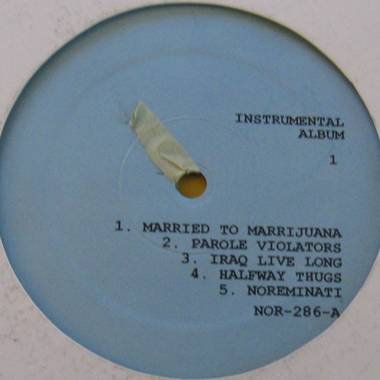 INSTRUMENTAL
ALBUM
1
1. MARRIED TO MARRIJUANA
2. PAROLE VIOLATORS
3. IRAQ LIVE LONG
4. HALFWAY THUGS
5. NOREMINATI
NOR-286-A